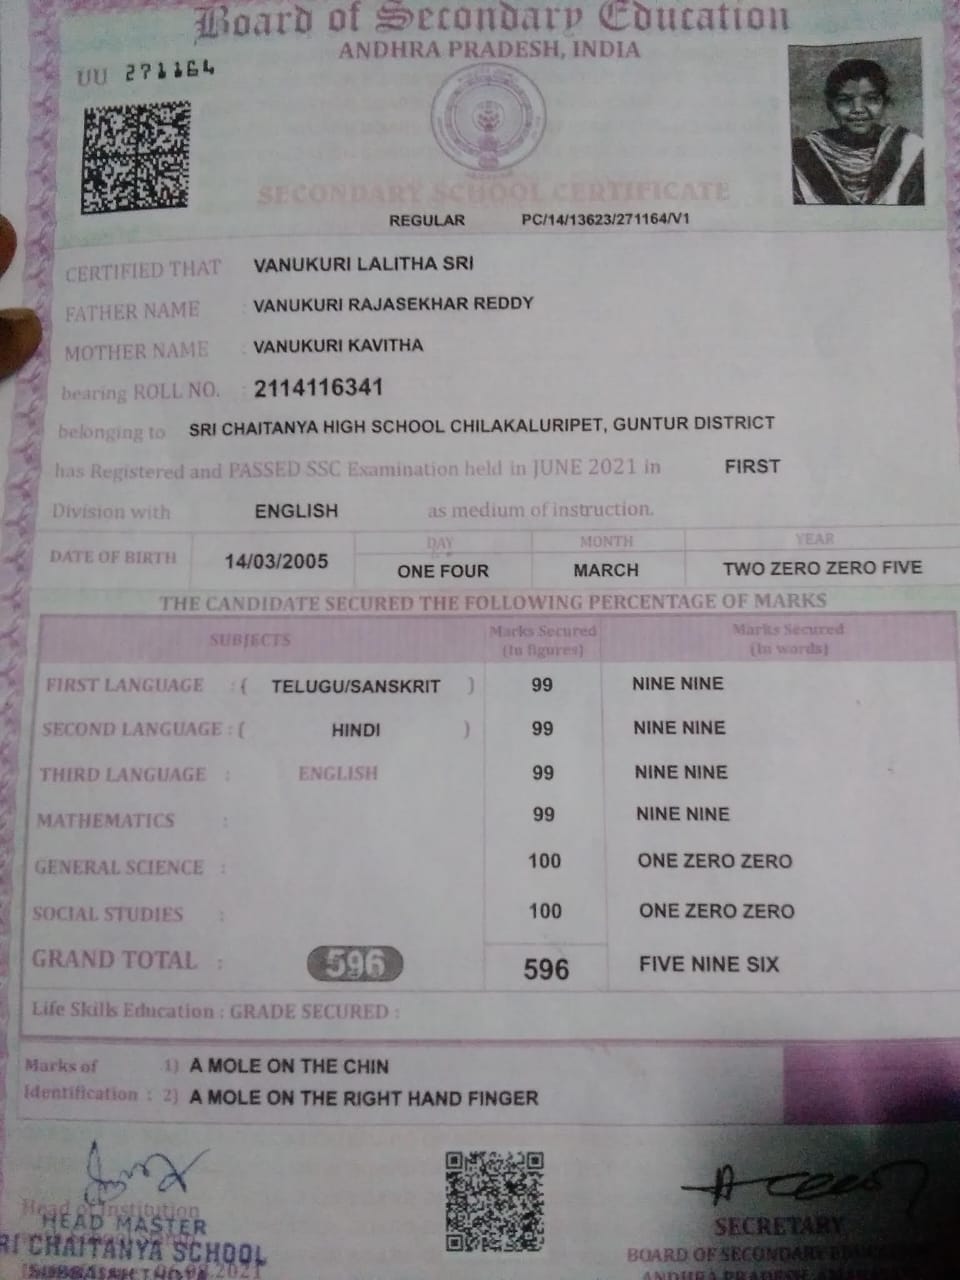 Board of Secondary Education
ANDHRA PRADESH, INDIA
UU 271164
SECONDARY SCHOOL CERTIFICATE
REGULAR PC/14/13623/271164/V1
CERTIFIED THAT VANUKURI LALITHA SRI
FATHER NAME : VANUKURI RAJASEKHAR REDDY
MOTHER NAME : VANUKURI KAVITHA
bearing ROLL NO. : 2114116341
belonging to SRI CHAITANYA HIGH SCHOOL CHILAKALURIPET, GUNTUR DISTRICT
has Registered and PASSED SSC Examination held in JUNE 2021 in FIRST
Division with ENGLISH as medium of instruction.
DATE OF BIRTH 14/03/2005 DAY MONTH YEAR
ONE FOUR MARCH TWO ZERO ZERO FIVE
THE CANDIDATE SECURED THE FOLLOWING PERCENTAGE OF MARKS
SUBJECTS Marks Secured (In figures) Marks Secured (In words)
FIRST LANGUAGE : ( TELUGU/SANSKRIT ) 99 NINE NINE
SECOND LANGUAGE : ( HINDI ) 99 NINE NINE
THIRD LANGUAGE : ENGLISH 99 NINE NINE
MATHEMATICS : 99 NINE NINE
GENERAL SCIENCE : 100 ONE ZERO ZERO
SOCIAL STUDIES : 100 ONE ZERO ZERO
GRAND TOTAL : 596 596 FIVE NINE SIX
Life Skills Education : GRADE SECURED :
Marks of 1) A MOLE ON THE CHIN
Identification : 2) A MOLE ON THE RIGHT HAND FINGER
Head of Institution
HEAD MASTER
RI CHAITANYA SCHOOL
SECRETARY
BOARD OF SECONDARY EDUCATION
ANDHRA PRADESH